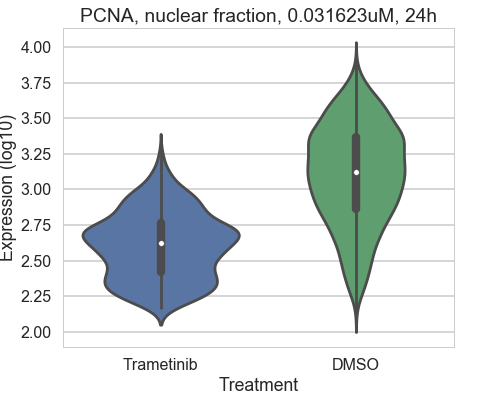 PCNA, nuclear fraction, 0.031623uM, 24h
4.00
3.75
3.50
3.25
3.00
2.75
2.50
2.25
2.00
Expression (log10)
Trametinib
DMSO
Treatment